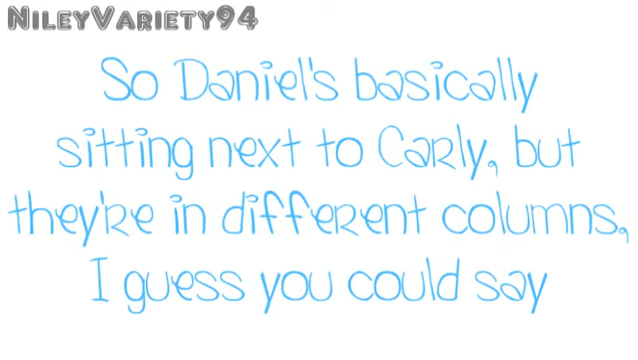 NileyVariety94
So Daniel's basically
sitting next to Carly, but
they're in different columns,
I guess you could say